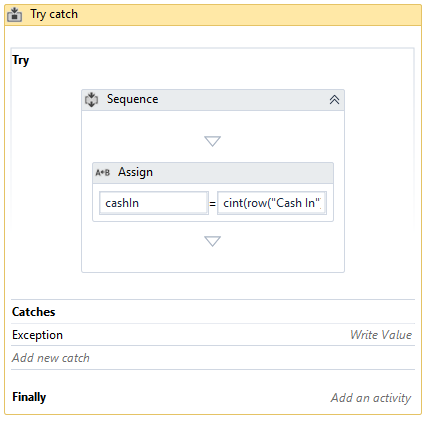 Try catch
Try
Sequence
A+B Assign
cashIn = cint(row("Cash In"
Catches
Exception Write Value
Add new catch
Finally Add an activity